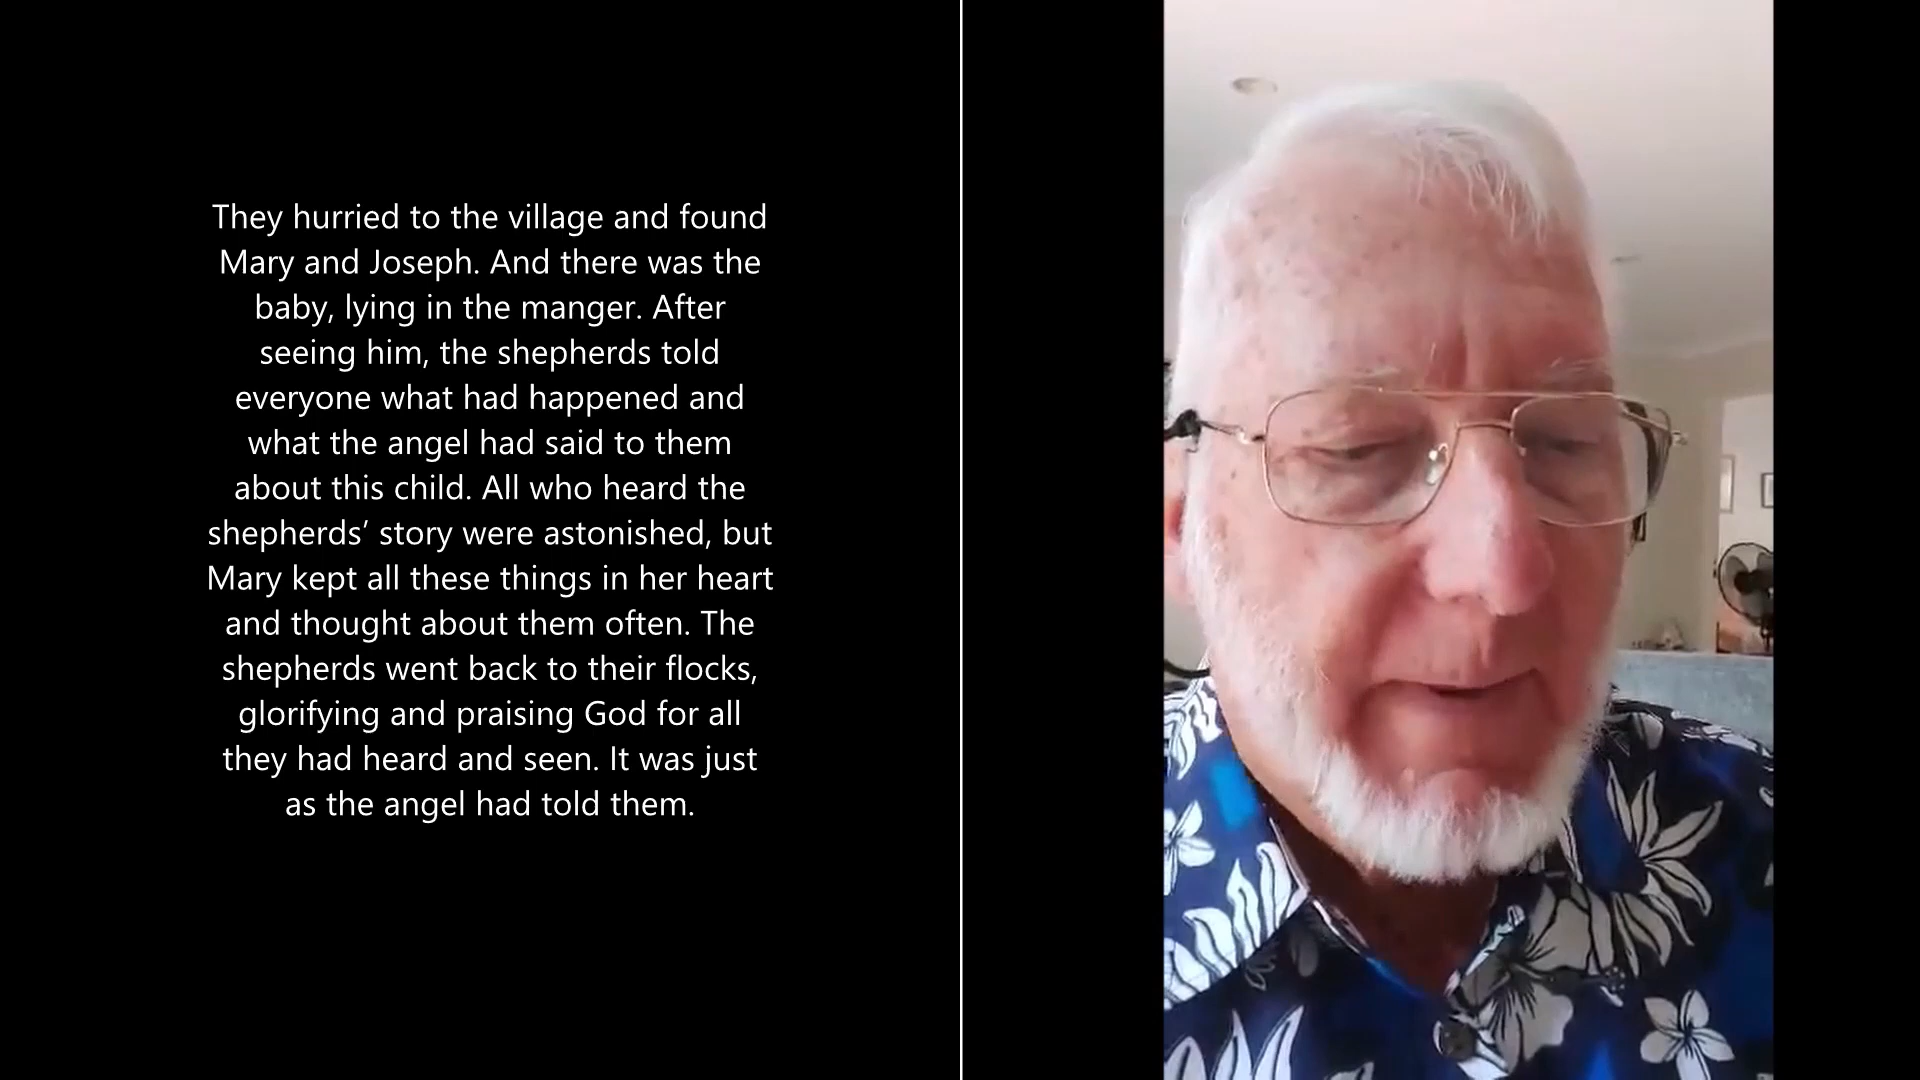 They hurried to the village and found
Mary and Joseph. And there was the
baby, lying in the manger. After
seeing him, the shepherds told
everyone what had happened and
what the angel had said to them
about this child. All who heard the
shepherds’ story were astonished, but
Mary kept all these things in her heart
and thought about them often. The
shepherds went back to their flocks,
glorifying and praising God for all
they had heard and seen. It was just
as the angel had told them.